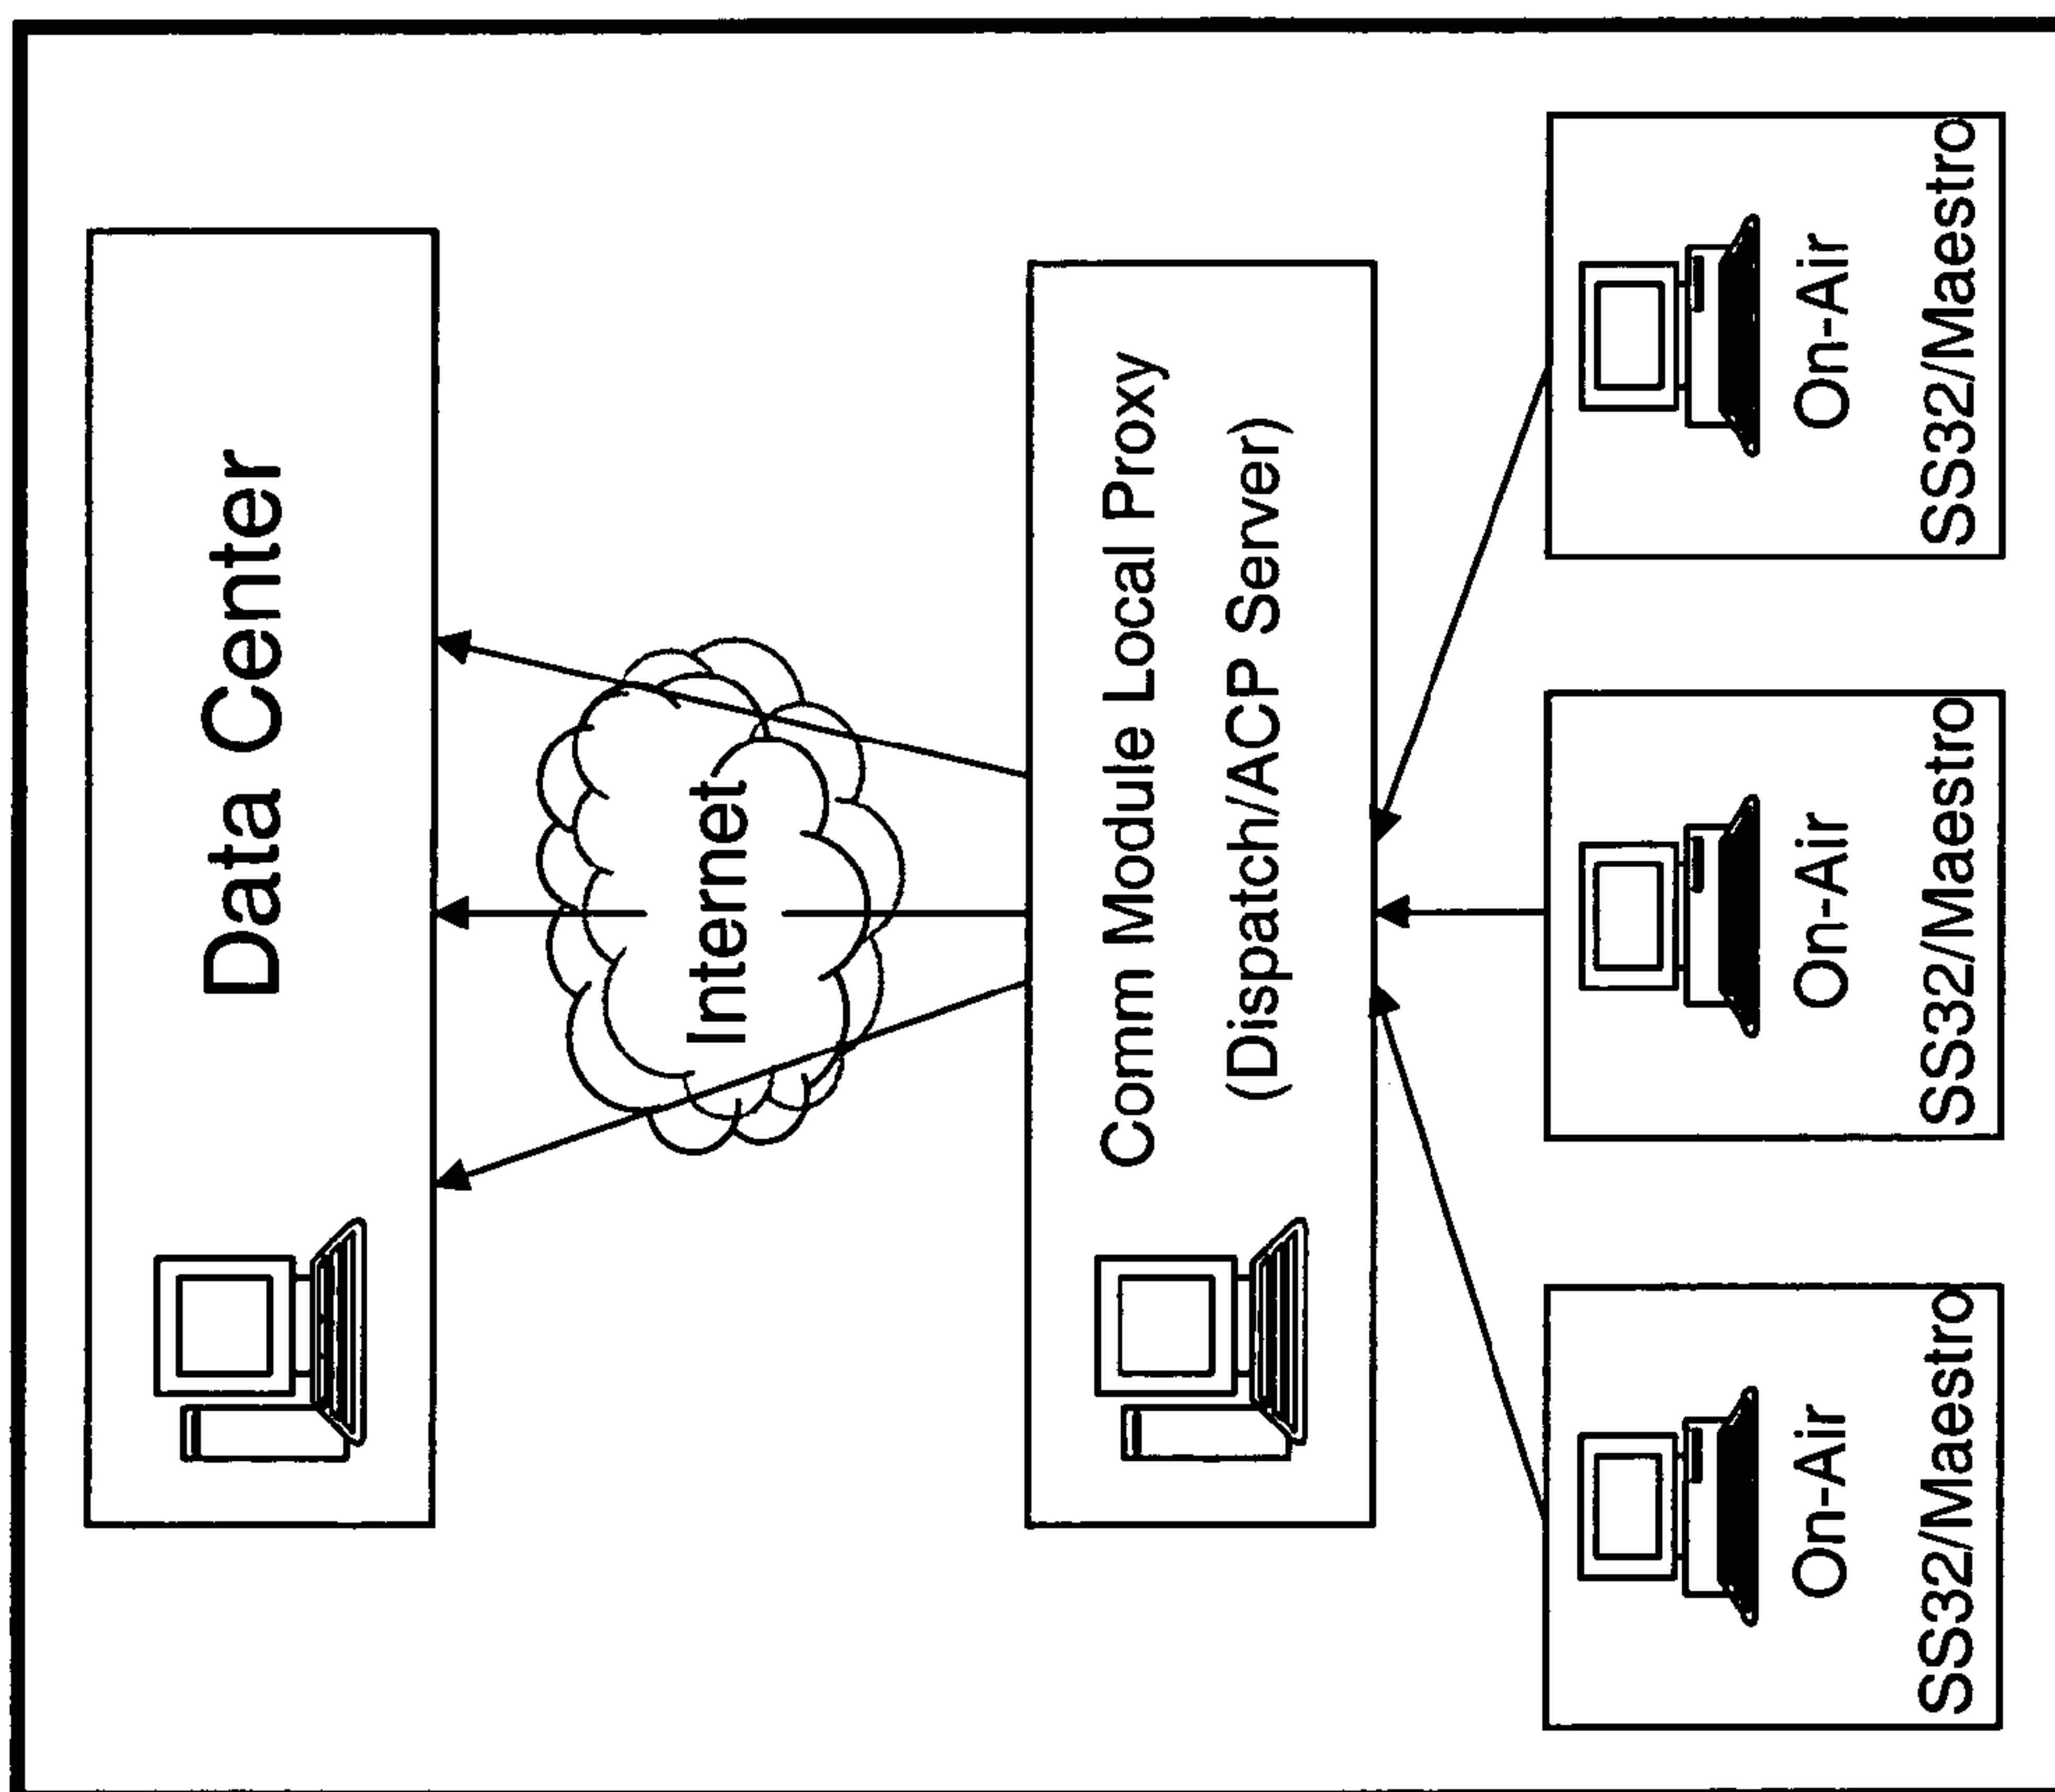 Data Center
Internet
Comm Module Local Proxy
(Dispatch/ACP Server)
On-Air
SS32/Maestro
On-Air
SS32/Maestro
On-Air
SS32/Maestro